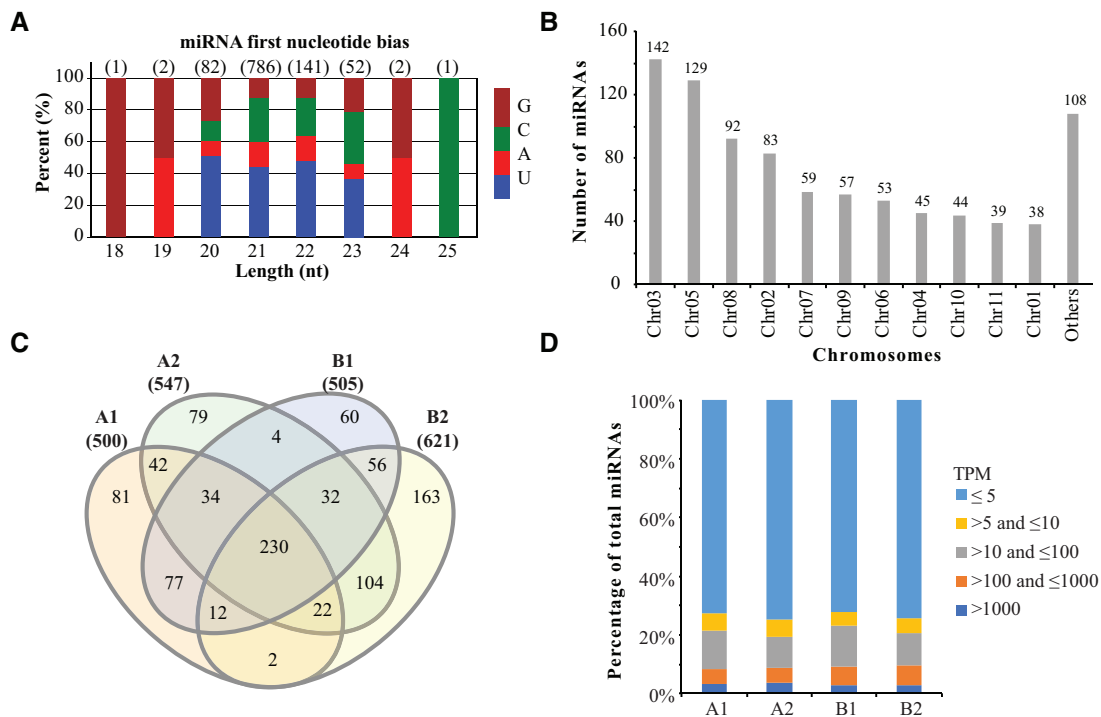 A
miRNA first nucleotide bias
(1) (2) (82) (786) (141) (52) (2) (1)
100
80
60
40
20
0
Percent (%)
18 19 20 21 22 23 24 25
Length (nt)
G
C
A
U
B
160
120
80
40
0
Number of miRNAs
142 129 92 83 59 57 53 45 44 39 38 108
Chr03 Chr05 Chr08 Chr02 Chr07 Chr09 Chr06 Chr04 Chr10 Chr11 Chr01 Others
Chromosomes
C
A2
(547)
B1
(505)
A1
(500)
B2
(621)
79 4 60
42 56
81 34 32 163
230
77 104
12 22
2
D
100%
80%
60%
40%
20%
0%
Percentage of total miRNAs
A1 A2 B1 B2
TPM
≤ 5
>5 and ≤10
>10 and ≤100
>100 and ≤1000
>1000